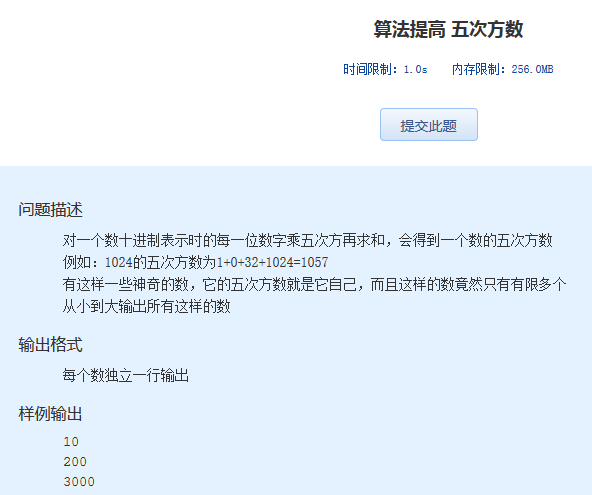 算法提高 五次方数
时间限制：1.0s 内存限制：256.0MB
提交此题
问题描述
对一个数十进制表示时的每一位数字乘五次方再求和，会得到一个数的五次方数
例如：1024的五次方数为1+0+32+1024=1057
有这样一些神奇的数，它的五次方数就是它自己，而且这样的数竟然只有有限多个
从小到大输出所有这样的数
输出格式
每个数独立一行输出
样例输出
10
200
3000